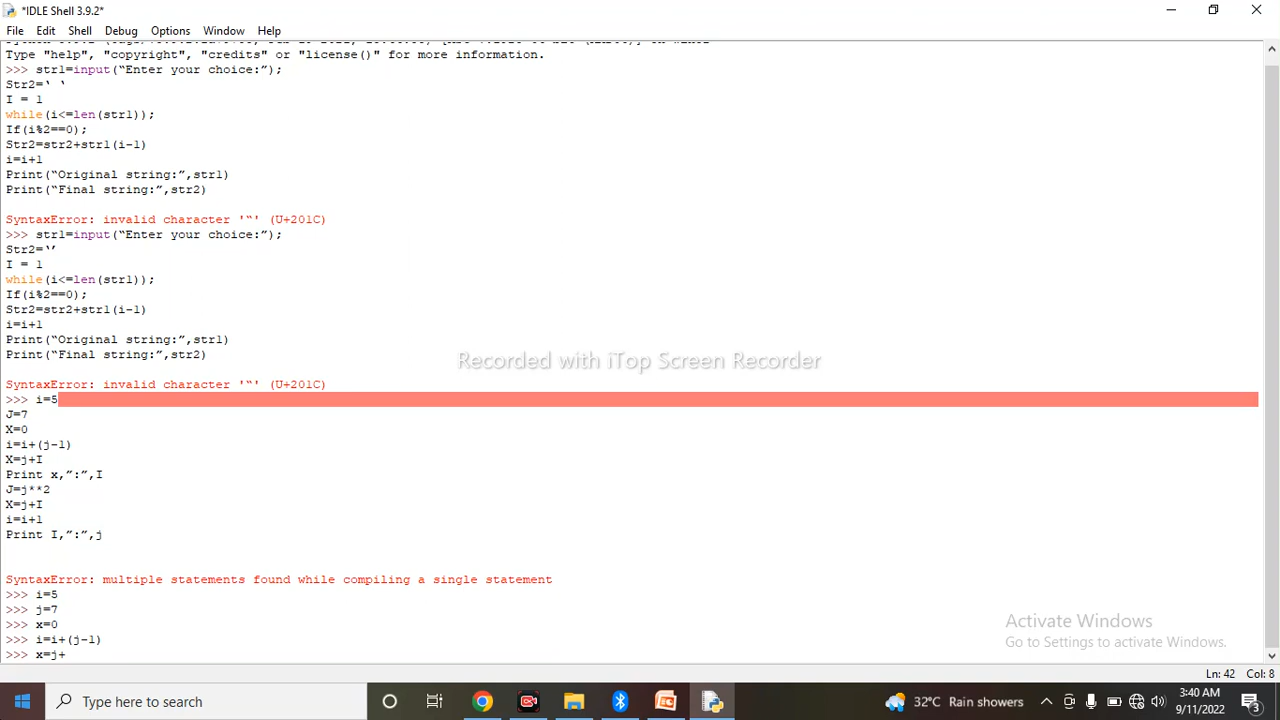 *IDLE Shell 3.9.2*
File Edit Shell Debug Options Window Help
Type "help", "copyright", "credits" or "license()" for more information.
>>> str1=input(“Enter your choice:”);
Str2=‘ ‘
I = 1
while(i<=len(str1));
If(i%2==0);
Str2=str2+str1(i-1)
i=i+1
Print(“Original string:”,str1)
Print(“Final string:”,str2)
SyntaxError: invalid character '“' (U+201C)
>>> str1=input(“Enter your choice:”);
Str2=‘’
I = 1
while(i<=len(str1));
If(i%2==0);
Str2=str2+str1(i-1)
i=i+1
Print(“Original string:”,str1)
Print(“Final string:”,str2)
Recorded with iTop Screen Recorder
SyntaxError: invalid character '“' (U+201C)
>>> i=5
J=7
X=0
i=i+(j-1)
X=j+I
Print x,”:”,I
J=j**2
X=j+I
i=i+1
Print I,”:”,j
SyntaxError: multiple statements found while compiling a single statement
>>> i=5
>>> j=7
>>> x=0
>>> i=i+(j-1)
>>> x=j+
Activate Windows
Go to Settings to activate Windows.
Ln: 42 Col: 8
Type here to search
32°C Rain showers
3:40 AM
9/11/2022
3